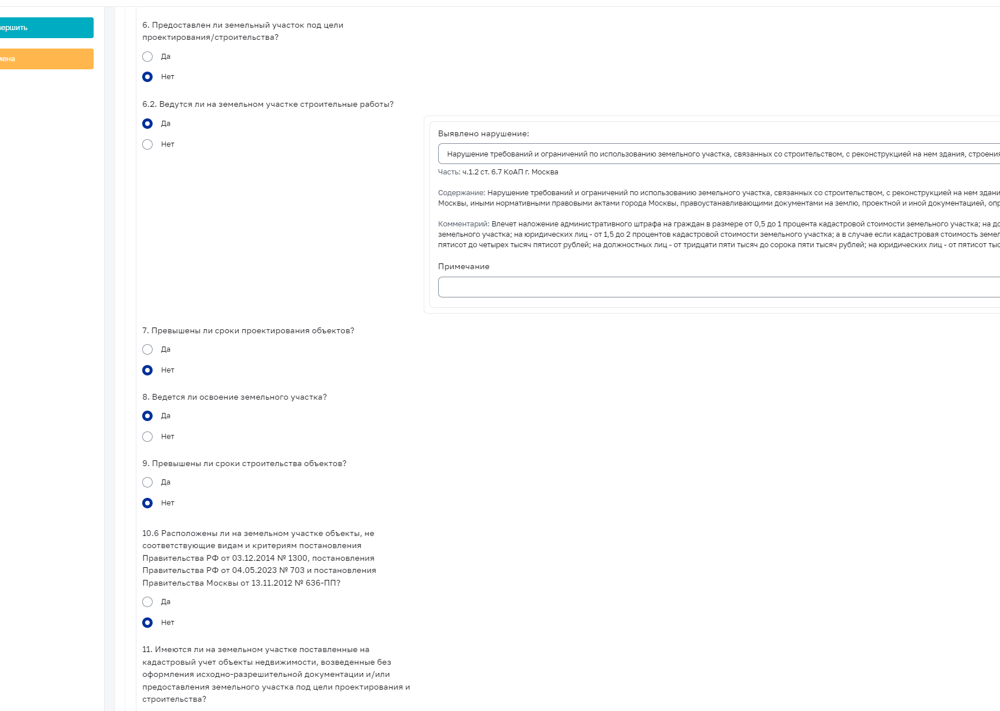 6. Предоставлен ли земельный участок под цели
проектирования/строительства?
Да
Нет
6.2. Ведутся ли на земельном участке строительные работы?
Да
Нет
Выявлено нарушение:
Нарушение требований и ограничений по использованию земельного участка, связанных со строительством, с реконструкцией на нем здания,
Часть: ч.1.2 ст. 6.7 КоАП г. Москва
Содержание: Нарушение требований и ограничений по использованию земельного участка, связанных со строительством, с реконструкцией на нем
Москвы, иными нормативными правовыми актами города Москвы, правоустанавливающими документами на землю, проектной и иной документацией,
Комментарий: Влечет наложение административного штрафа на граждан в размере от 0,5 до 1 процента кадастровой стоимости земельного участка; на
земельного участка; на юридических лиц - от 1,5 до 2 процентов кадастровой стоимости земельного участка; а в случае если кадастровая стоимость
пятисот до четырех тысяч пятисот рублей; на должностных лиц - от тридцати пяти тысяч до сорока пяти тысяч рублей; на юридических лиц - от пятисот
Примечание
7. Превышены ли сроки проектирования объектов?
Да
Нет
8. Ведется ли освоение земельного участка?
Да
Нет
9. Превышены ли сроки строительства объектов?
Да
Нет
10.6 Расположены ли на земельном участке объекты, не
соответствующие видам и критериям постановления
Правительства РФ от 03.12.2014 № 1300, постановления
Правительства РФ от 04.05.2023 № 703 и постановления
Правительства Москвы от 13.11.2012 № 636-ПП?
Да
Нет
11. Имеются ли на земельном участке поставленные на
кадастровый учет объекты недвижимости, возведенные без
оформления исходно-разрешительной документации и/или
предоставления земельного участка под цели проектирования и
строительства?